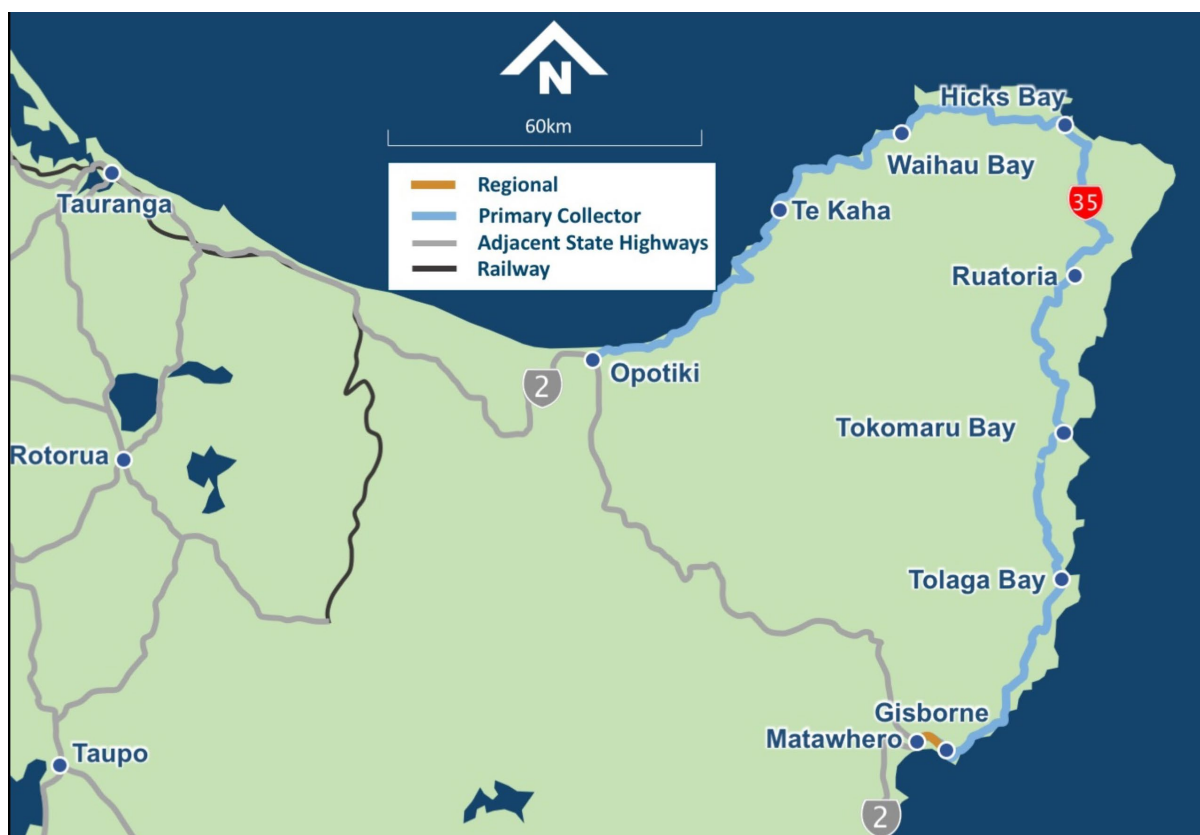 N
60km
Regional
Primary Collector
Adjacent State Highways
Railway
Hicks Bay
Waihau Bay
Tauranga
Te Kaha
35
Ruatoria
Opotiki
2
Tokomaru Bay
Rotorua
Tolaga Bay
Gisborne
Matawhero
Taupo
2